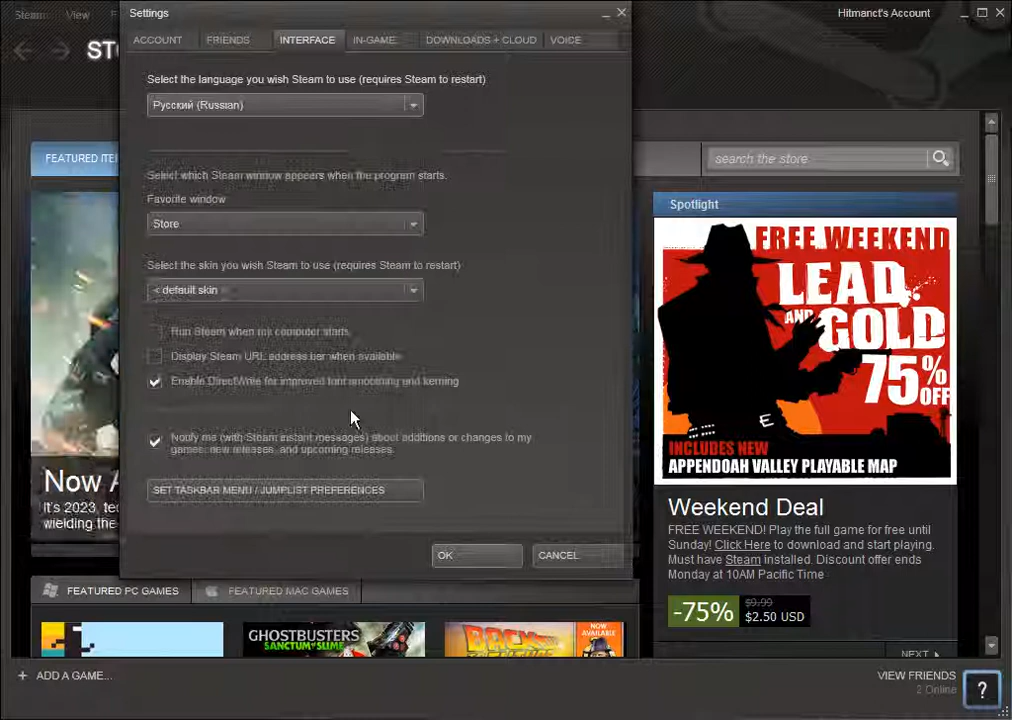 Steam View
Settings
Hitmanct's Account
ACCOUNT FRIENDS INTERFACE IN-GAME DOWNLOADS + CLOUD VOICE
Select the language you wish Steam to use (requires Steam to restart)
Русский (Russian)
FEATURED ITE
search the store
Select which Steam window appears when the program starts.
Favorite window
Store
Select the skin you wish Steam to use (requires Steam to restart)
< default skin
Run Steam when my computer starts
Display Steam URL address bar when available
Enable DirectWrite for improved font smoothing and kerning
Notify me (with Steam instant messages) about additions or changes to my
games, new releases, and upcoming releases.
SET TASKBAR MENU / JUMPLIST PREFERENCES
OK CANCEL
Now A
It's 2023, te
wielding the
Spotlight
FREE WEEKEND
LEAD
AND
GOLD
75%
OFF
INCLUDES NEW
APPENDOAH VALLEY PLAYABLE MAP
Weekend Deal
FREE WEEKEND! Play the full game for free until
Sunday! Click Here to download and start playing.
Must have Steam installed. Discount offer ends
Monday at 10AM Pacific Time
-75%
$9.99
$2.50 USD
NEXT
FEATURED PC GAMES FEATURED MAC GAMES
GHOSTBUSTERS
SANCTUM OF SLIME
NOW
AVAILABLE
+ ADD A GAME...
VIEW FRIENDS
2 Online
?